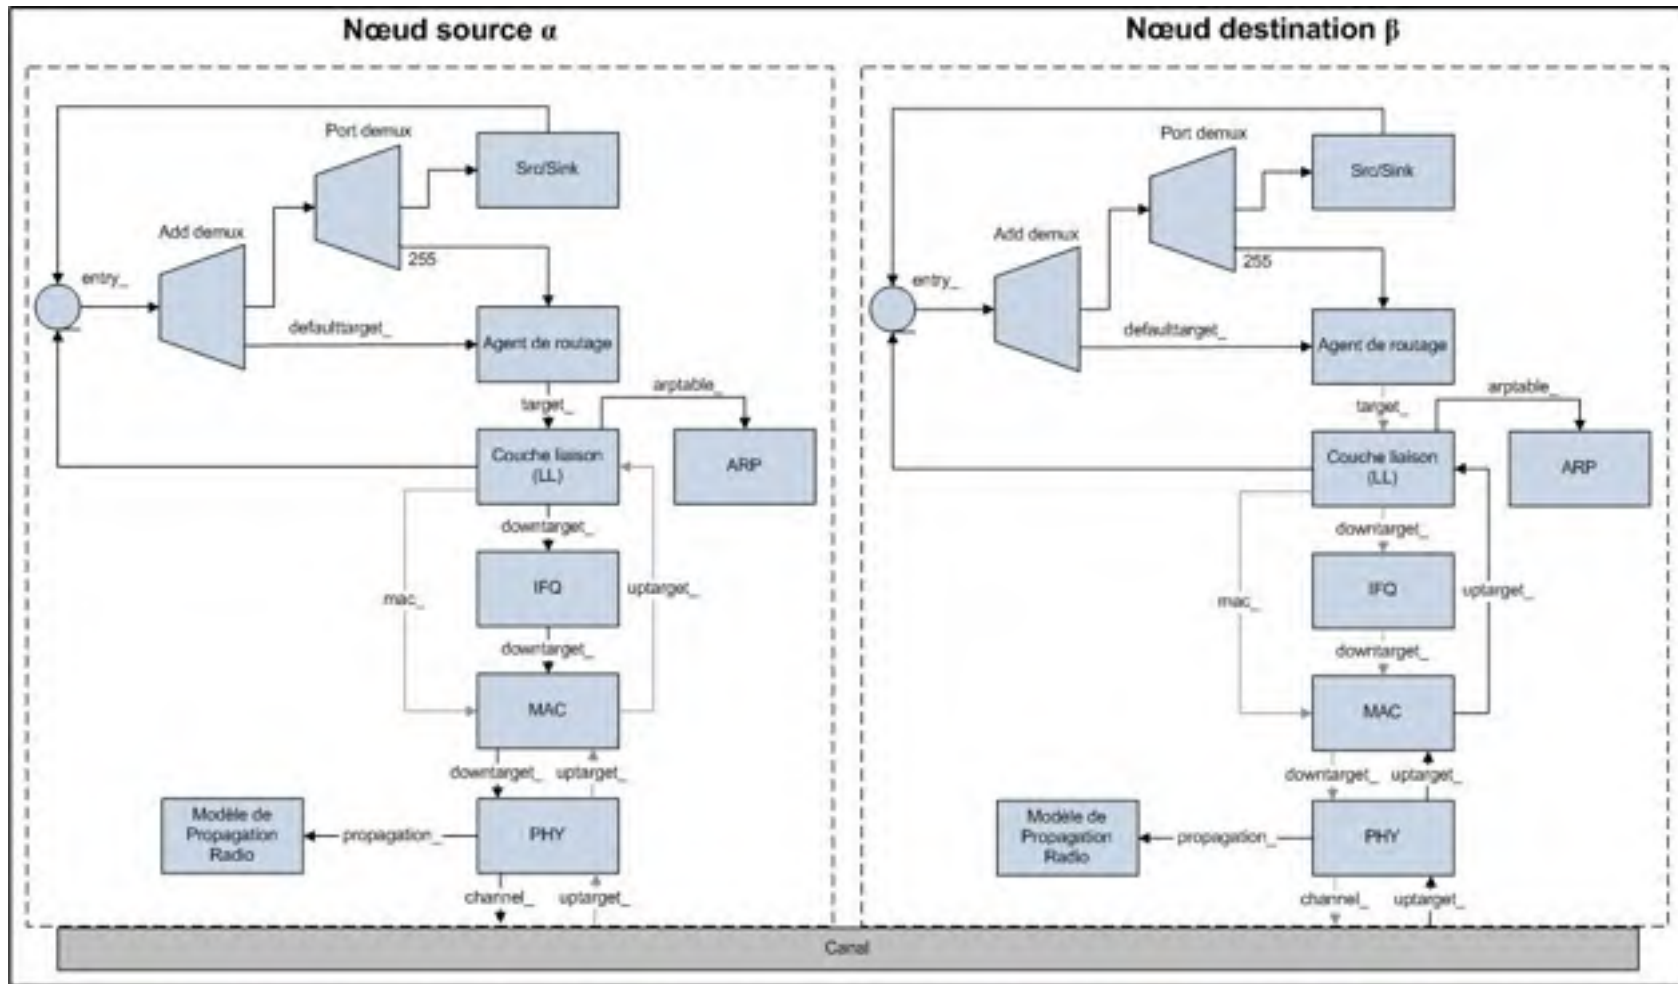 Nœud source α
Port demux
Src/Sink
Add demux
entry_
255
defaulttarget_
Agent de routage
target_
arptable_
Couche liaison
(LL)
ARP
downtarget_
IFQ
mac_
uptarget_
downtarget_
MAC
downtarget_
uptarget_
Modèle de
Propagation
Radio
propagation_
PHY
channel_
uptarget_
Nœud destination β
Port demux
Src/Sink
Add demux
entry_
255
defaulttarget_
Agent de routage
target_
arptable_
Couche liaison
(LL)
ARP
downtarget_
IFQ
mac_
uptarget_
downtarget_
MAC
downtarget_
uptarget_
Modèle de
Propagation
Radio
propagation_
PHY
channel_
uptarget_
Canal